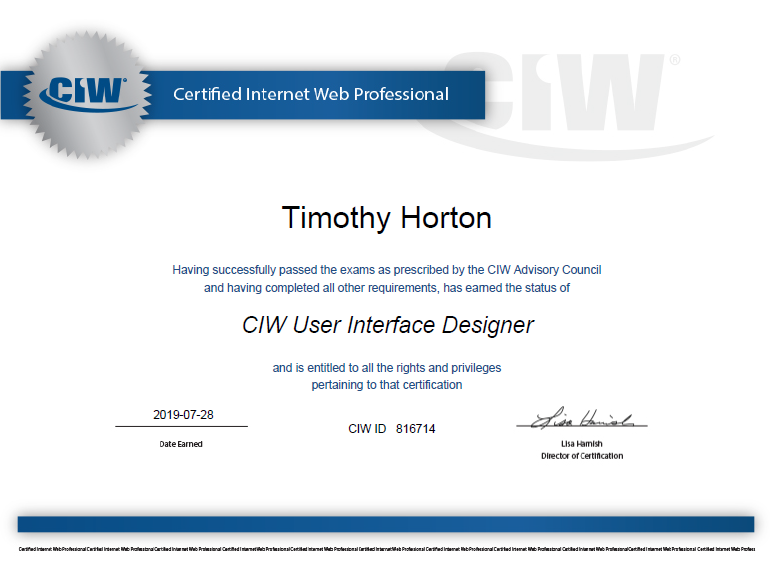 CIW®
Certified Internet Web Professional
CIW®
Timothy Horton
Having successfully passed the exams as prescribed by the CIW Advisory Council
and having completed all other requirements, has earned the status of
CIW User Interface Designer
and is entitled to all the rights and privileges
pertaining to that certification
2019-07-28
Date Earned
CIW ID 816714
Lisa Hamish
Lisa Hamish
Director of Certification
Certified Internet Web Professional Certified Internet Web Professional Certified Internet Web Professional Certified Internet Web Professional Certified Internet Web Professional Certified Internet Web Professional Certified Internet Web Professional Certified Internet Web Professional Certified Internet Web Professional Certified Internet Web Professional Certified Internet Web Profess